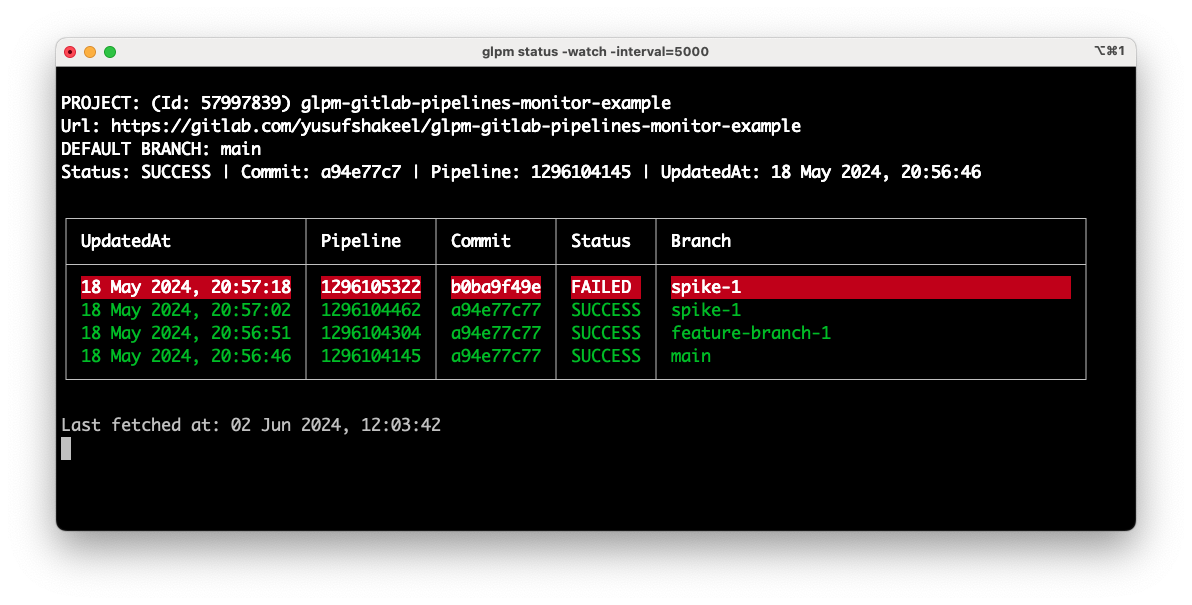 glpm status -watch -interval=5000 ⌥⌘1
PROJECT: (Id: 57997839) glpm-gitlab-pipelines-monitor-example
Url: https://gitlab.com/yusufshakeel/glpm-gitlab-pipelines-monitor-example
DEFAULT BRANCH: main
Status: SUCCESS | Commit: a94e77c7 | Pipeline: 1296104145 | UpdatedAt: 18 May 2024, 20:56:46
UpdatedAt Pipeline Commit Status Branch
18 May 2024, 20:57:18 1296105322 b0ba9f49e FAILED spike-1
18 May 2024, 20:57:02 1296104462 a94e77c77 SUCCESS spike-1
18 May 2024, 20:56:51 1296104304 a94e77c77 SUCCESS feature-branch-1
18 May 2024, 20:56:46 1296104145 a94e77c77 SUCCESS main
Last fetched at: 02 Jun 2024, 12:03:42